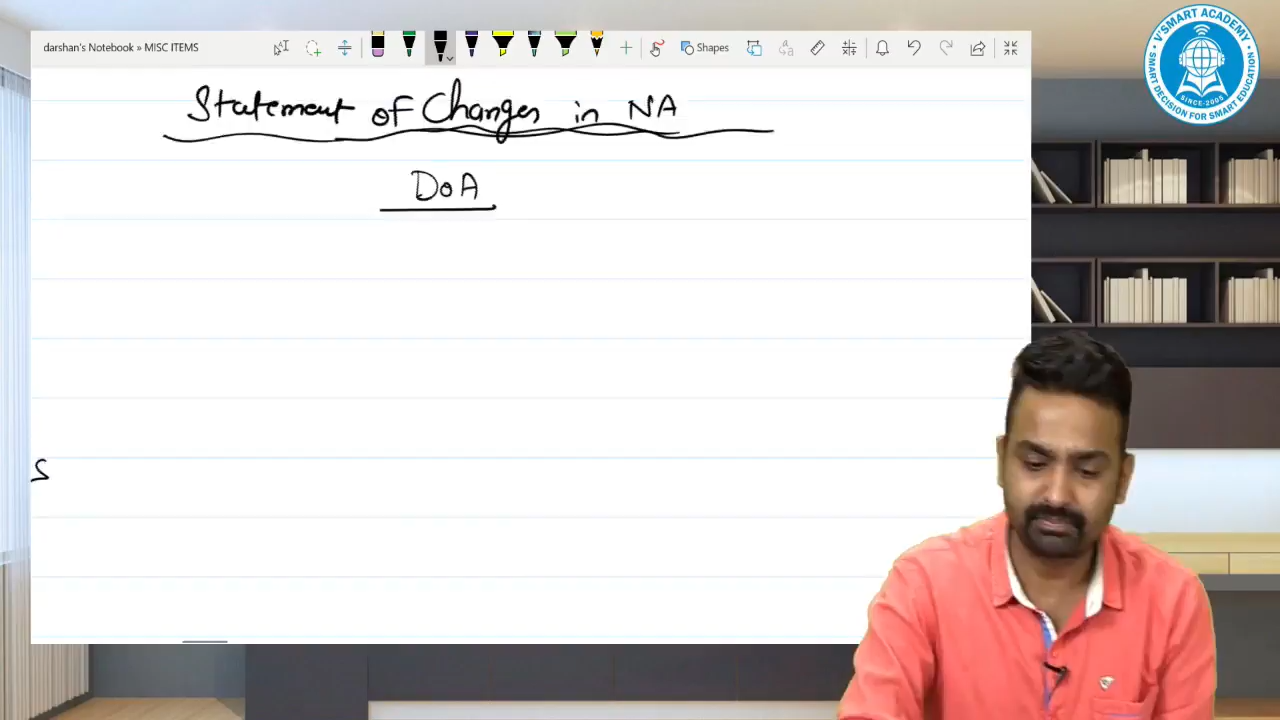 darshan's Notebook » MISC ITEMS
Shapes
Statement of Changes in NA
DoA
S
V'SMART ACADEMY
SINCE-2005
SMART DECISION FOR SMART EDUCATION.